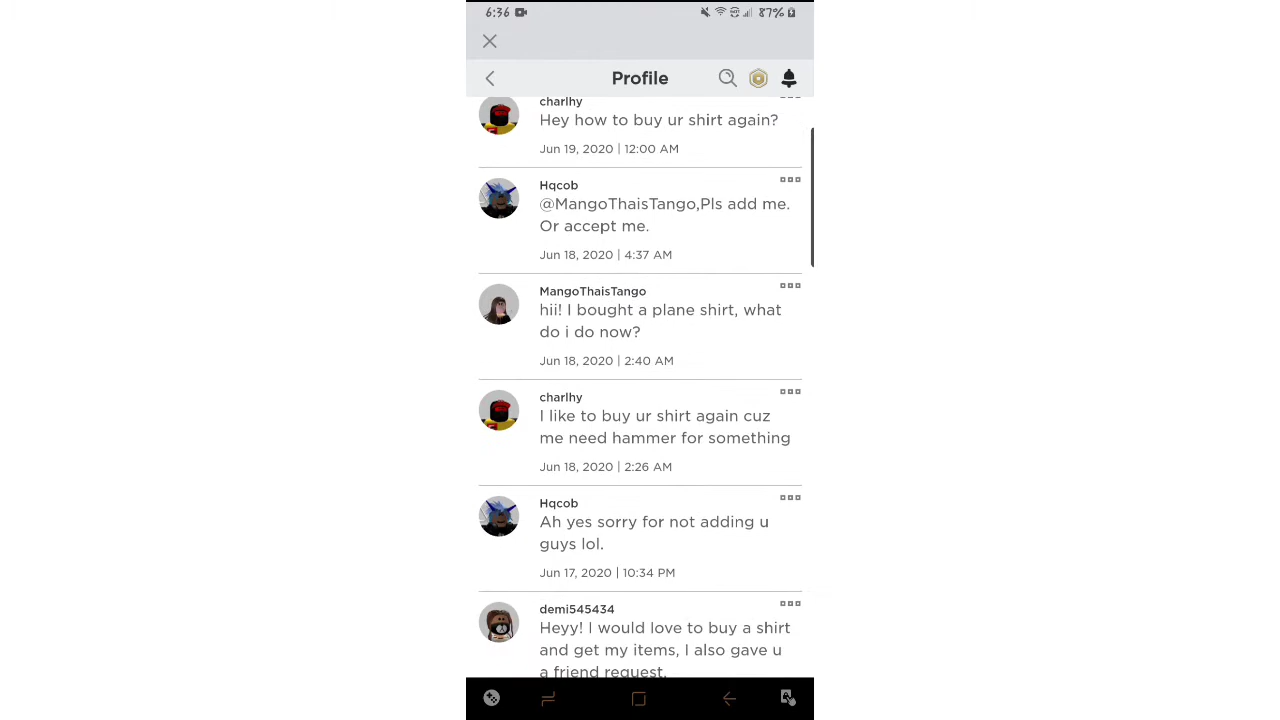 6:36
87%
Profile
charlhy
Hey how to buy ur shirt again?
Jun 19, 2020 | 12:00 AM
Hqcob
@MangoThaisTango,Pls add me.
Or accept me.
Jun 18, 2020 | 4:37 AM
MangoThaisTango
hii! I bought a plane shirt, what
do i do now?
Jun 18, 2020 | 2:40 AM
charlhy
I like to buy ur shirt again cuz
me need hammer for something
Jun 18, 2020 | 2:26 AM
Hqcob
Ah yes sorry for not adding u
guys lol.
Jun 17, 2020 | 10:34 PM
demi545434
Heyy! I would love to buy a shirt
and get my items, I also gave u
a friend request.